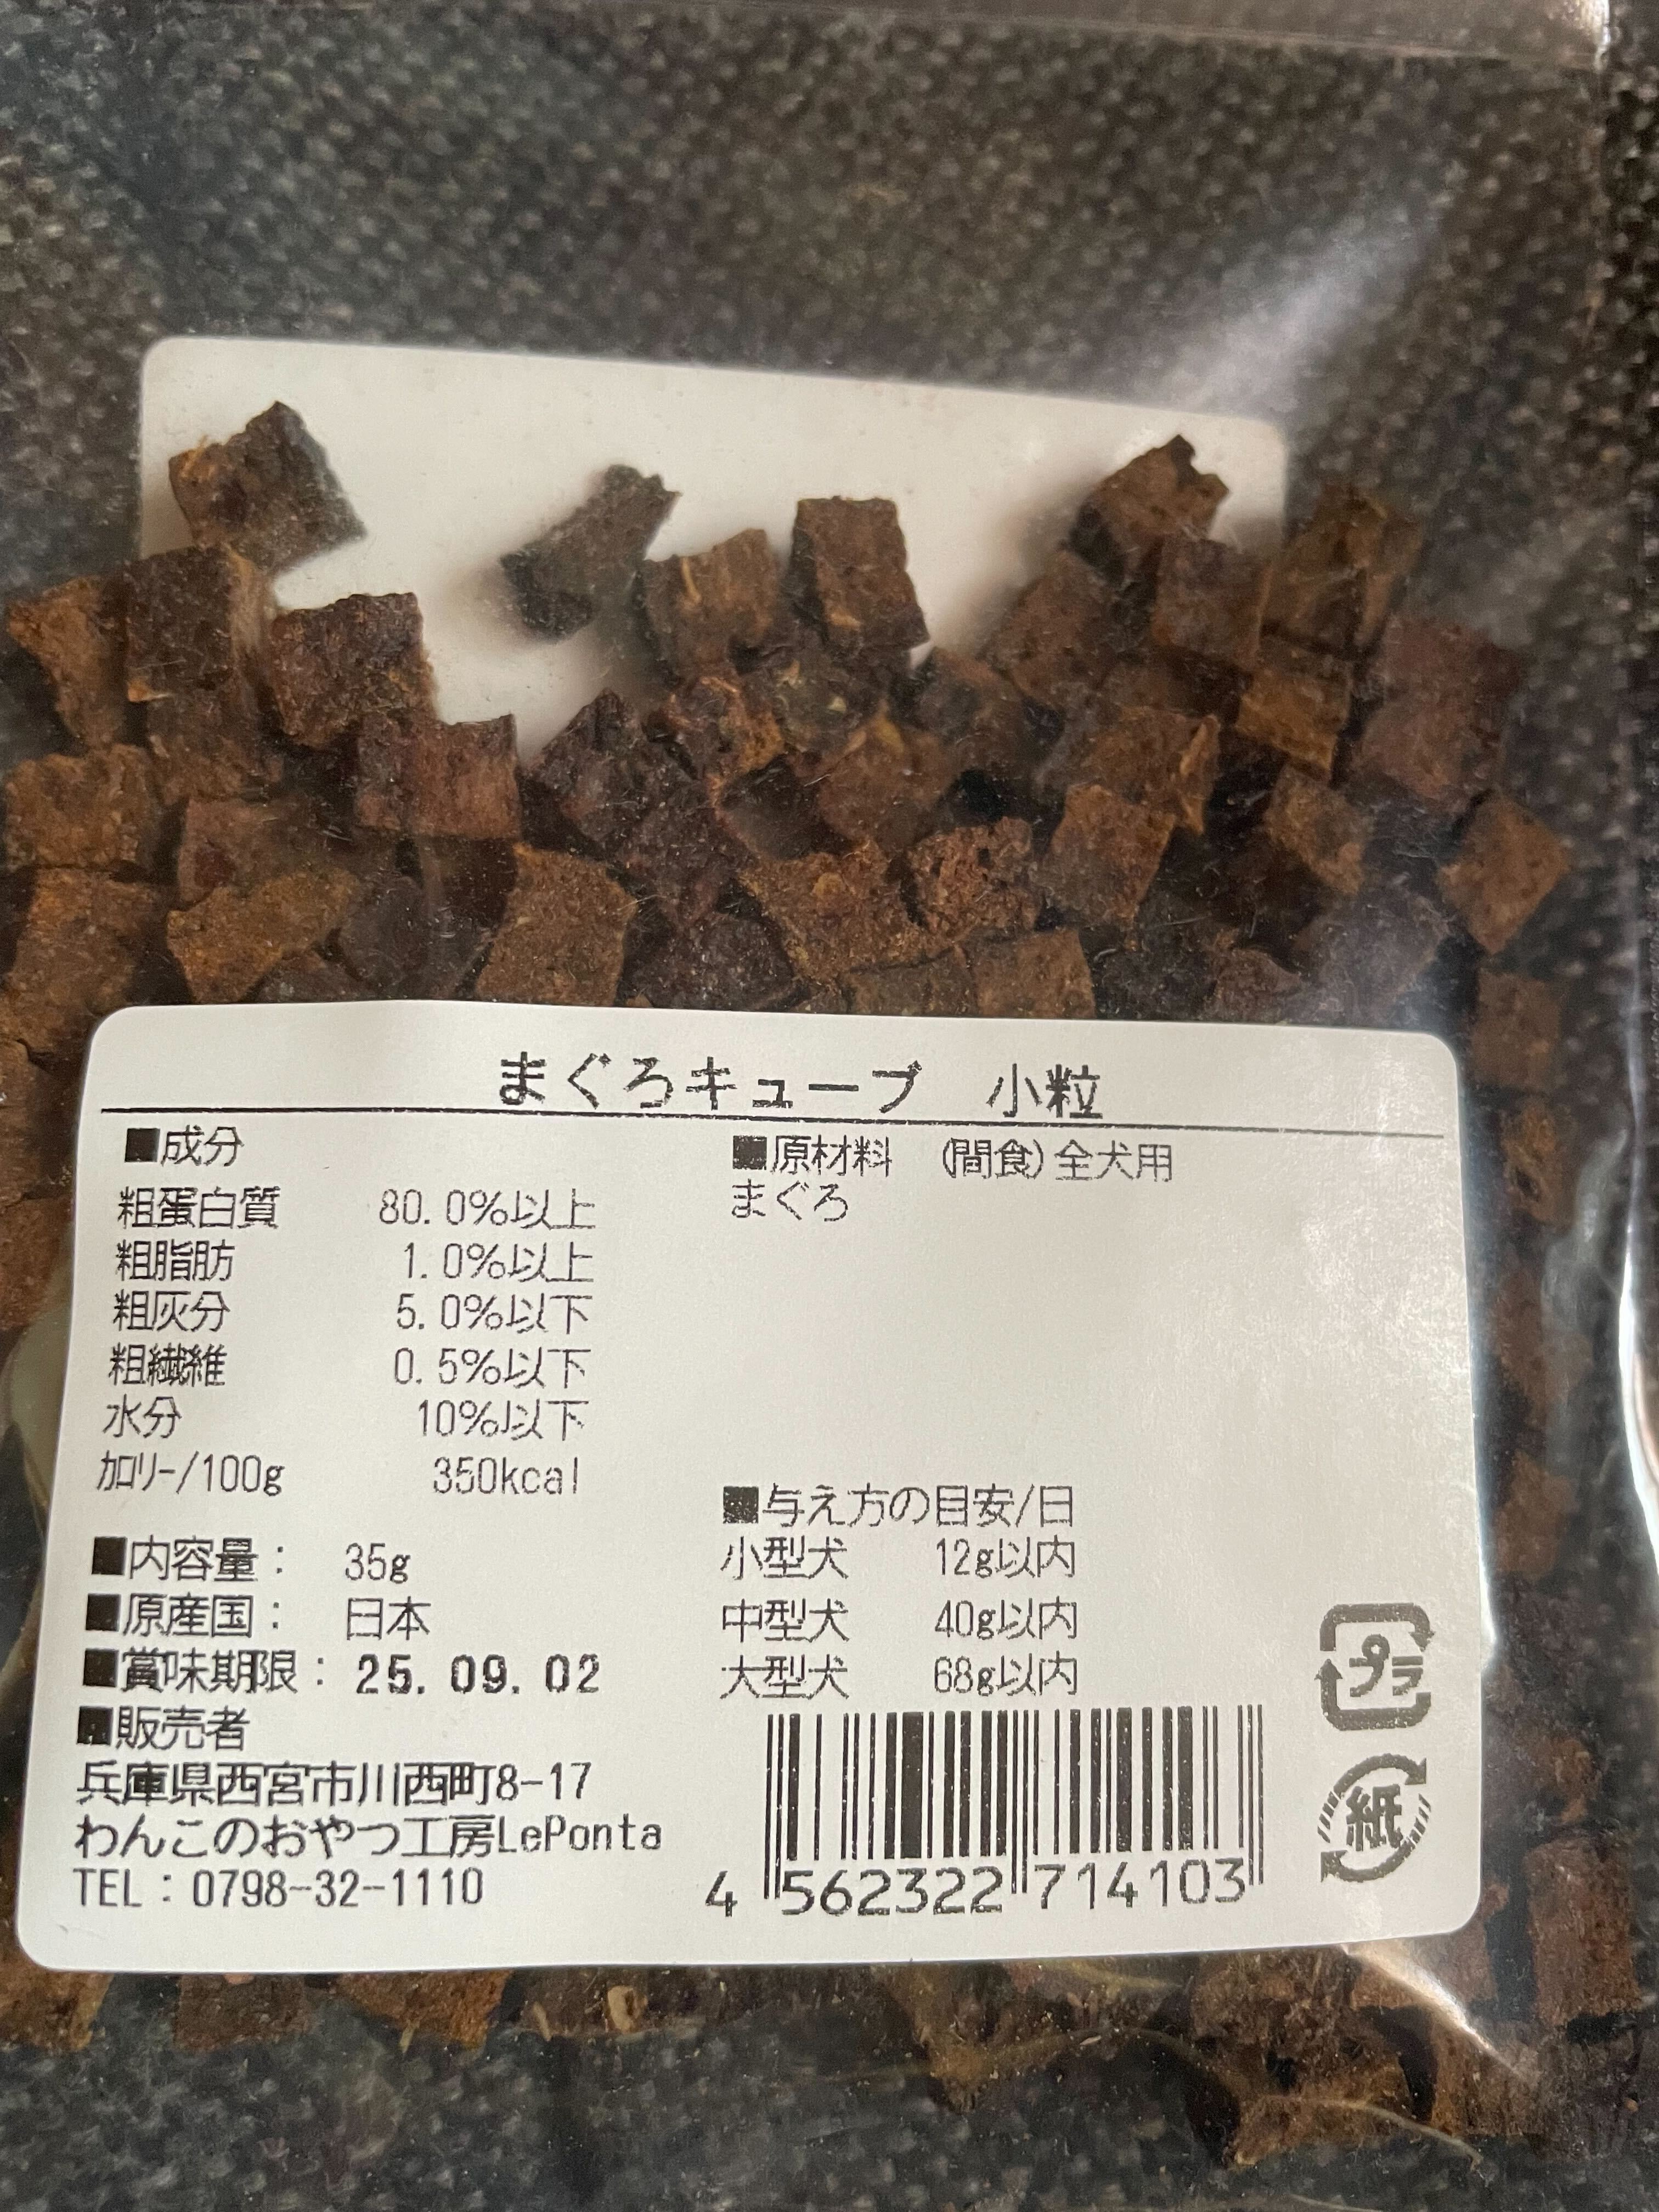 まぐろキューブ 小粒
■成分
粗蛋白質 80.0%以上
粗脂肪 1.0%以上
粗灰分 5.0%以下
粗繊維 0.5%以下
水分 10%以下
カロリー/100g 350kcal
■内容量： 35g
■原産国： 日本
■賞味期限： 25.09.02
■販売者
兵庫県西宮市川西町8-17
わんこのおやつ工房LePonta
TEL：0798-32-1110
■原材料 (間食)全犬用
まぐろ
■与え方の目安/日
小型犬 12g以内
中型犬 40g以内
大型犬 68g以内
4 562322 714103
プラ
紙